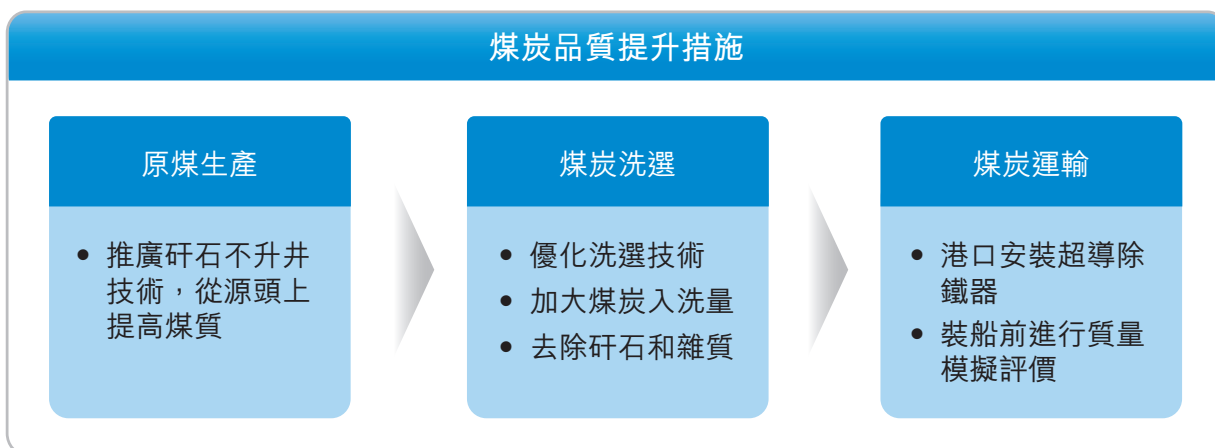 煤炭品質提升措施
原煤生產
• 推廣矸石不升井
技術，從源頭上
提高煤質
煤炭洗選
• 優化洗選技術
• 加大煤炭入洗量
• 去除矸石和雜質
煤炭運輸
• 港口安裝超導除
鐵器
• 裝船前進行質量
模擬評價